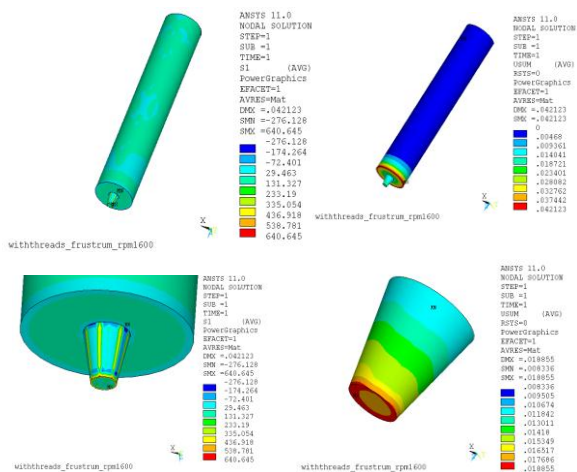 ANSYS 11.0
NODAL SOLUTION
STEP=1
SUB =1
TIME=1
S1 (AVG)
PowerGraphics
EFACET=1
AVRES=Mat
DMX =.042123
SMN =-276.128
SMX =640.645
-276.128
-174.264
-72.401
29.463
131.327
233.19
335.054
436.918
538.781
640.645
X
withthreads_frustrum_rpm1600
ANSYS 11.0
NODAL SOLUTION
STEP=1
SUB =1
TIME=1
USUM (AVG)
RSYS=0
PowerGraphics
EFACET=1
AVRES=Mat
DMX =.042123
SMX =.042123
0
.00468
.009361
.014041
.018721
.023401
.028082
.032762
.037442
.042123
X
withthreads_frustrum_rpm1600
ANSYS 11.0
NODAL SOLUTION
STEP=1
SUB =1
TIME=1
S1 (AVG)
PowerGraphics
EFACET=1
AVRES=Mat
DMX =.042123
SMN =-276.128
SMX =640.645
-276.128
-174.264
-72.401
29.463
131.327
233.19
335.054
436.918
538.781
640.645
withthreads_frustrum_rpm1600
ANSYS 11.0
NODAL SOLUTION
STEP=1
SUB =1
TIME=1
USUM (AVG)
RSYS=0
PowerGraphics
EFACET=1
AVRES=Mat
DMX =.018855
SMN =.008336
SMX =.018855
.008336
.009505
.010674
.011842
.013011
.01418
.015349
.016517
.017686
.018855
withthreads_frustrum_rpm1600